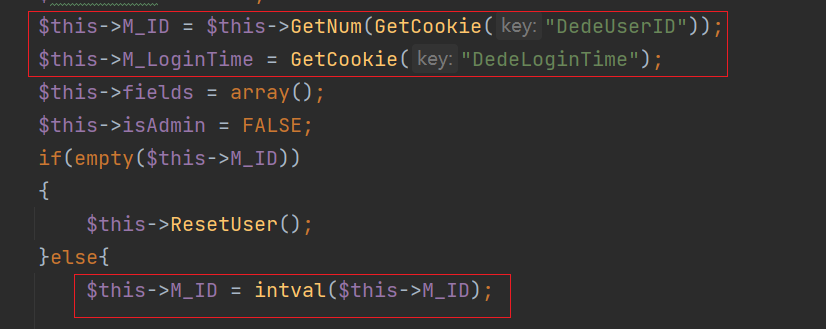 $this->M_ID = $this->GetNum(GetCookie( key: "DedeUserID"));
$this->M_LoginTime = GetCookie( key: "DedeLoginTime");
$this->fields = array();
$this->isAdmin = FALSE;
if(empty($this->M_ID))
{
$this->ResetUser();
}else{
$this->M_ID = intval($this->M_ID);